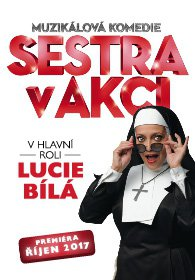 MUZIKÁLOVÁ KOMEDIE
SESTRA
V AKCI
V HLAVNÍ
ROLI
LUCIE
BÍLÁ
PREMIÉRA
ŘÍJEN 2017